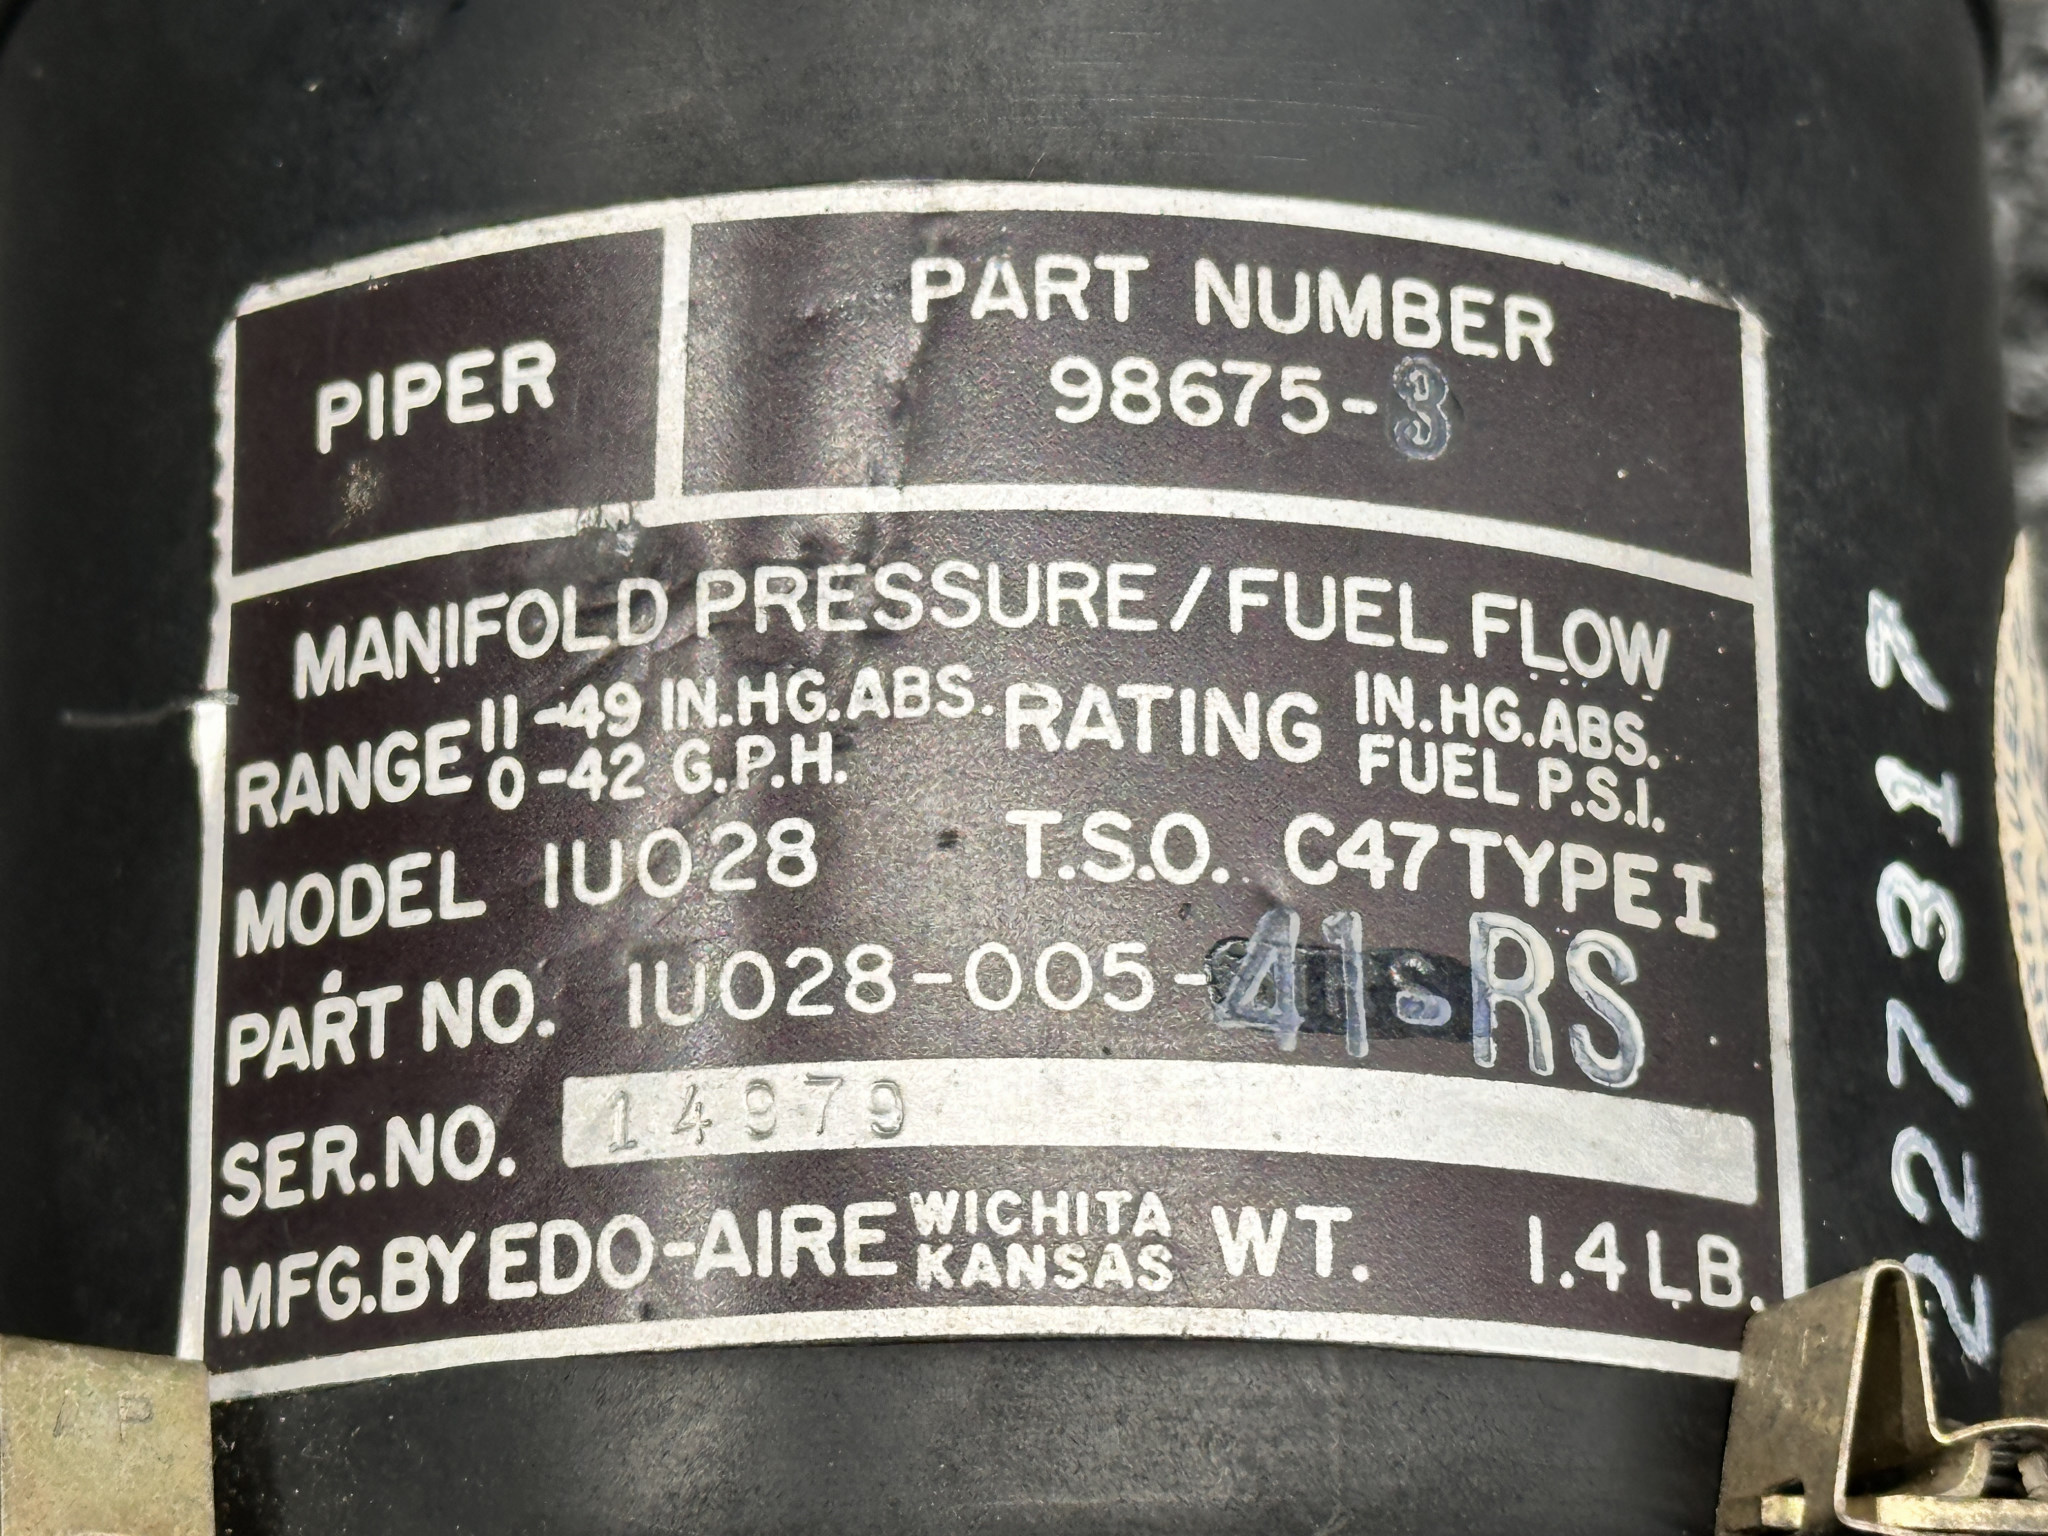 PIPER
PART NUMBER
98675-3
MANIFOLD PRESSURE/FUEL FLOW
RANGE 11-49 IN.HG.ABS.
0-42 G.P.H.
RATING IN.HG.ABS.
FUEL P.S.I.
MODEL 1U028
T.S.O. C47 TYPE I
PART NO. 1U028-005-41-RS
SER.NO. 14979
MFG.BY EDO-AIRE WICHITA
KANSAS
WT. 1.4 LB.
227317
AP